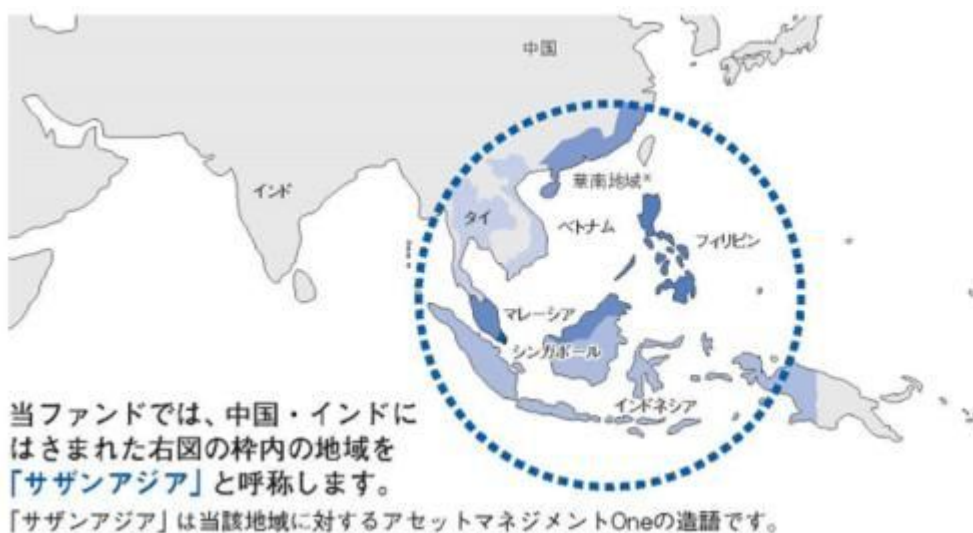 中国
華南地域※
インド
タイ
ベトナム
フィリピン
マレーシア
シンガポール
インドネシア
当ファンドでは、中国・インドに
はさまれた右図の枠内の地域を
「サザンアジア」と呼称します。
「サザンアジア」は当該地域に対するアセットマネジメントOneの造語です。